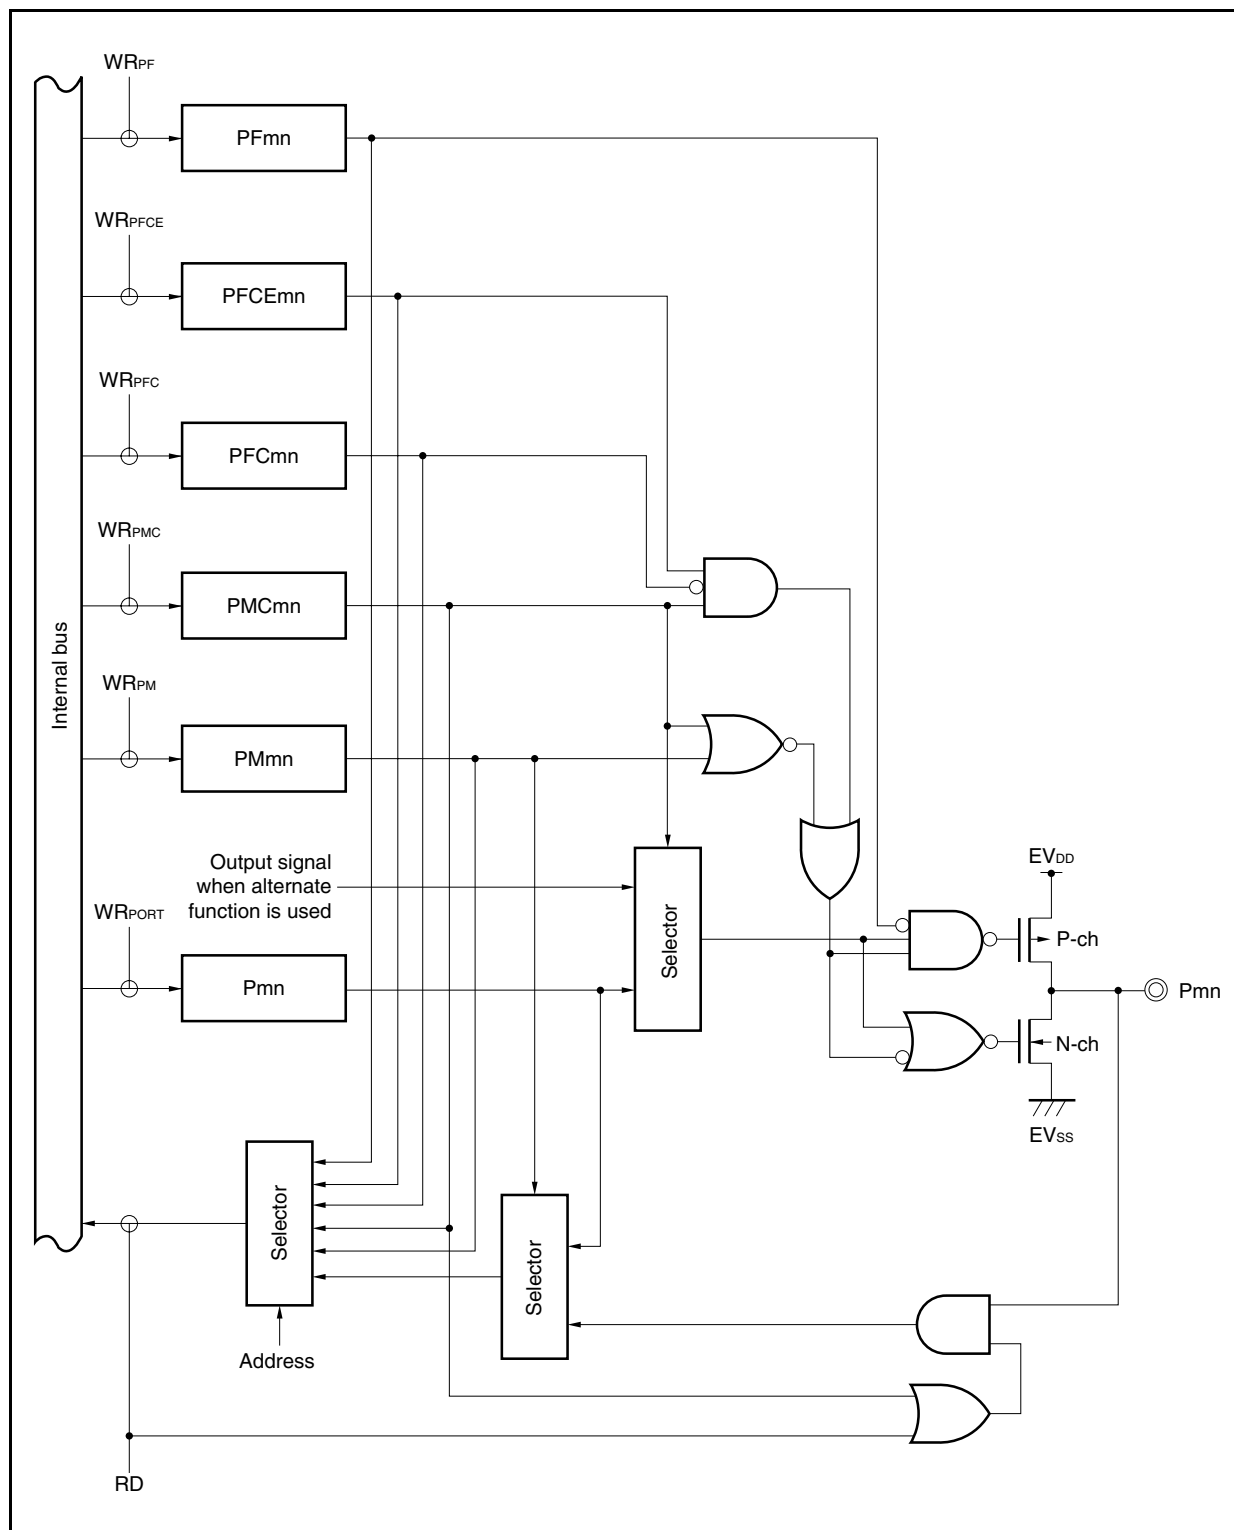 WRPF
PFmn
WRPFCE
PFCEmn
WRPFC
PFCmn
WRPMC
PMCmn
Internal bus
WRPM
PMmn
Output signal
when alternate
function is used
WRPORT
Pmn
Selector
EVDD
P-ch
Pmn
N-ch
EVSS
Selector
Selector
Address
RD